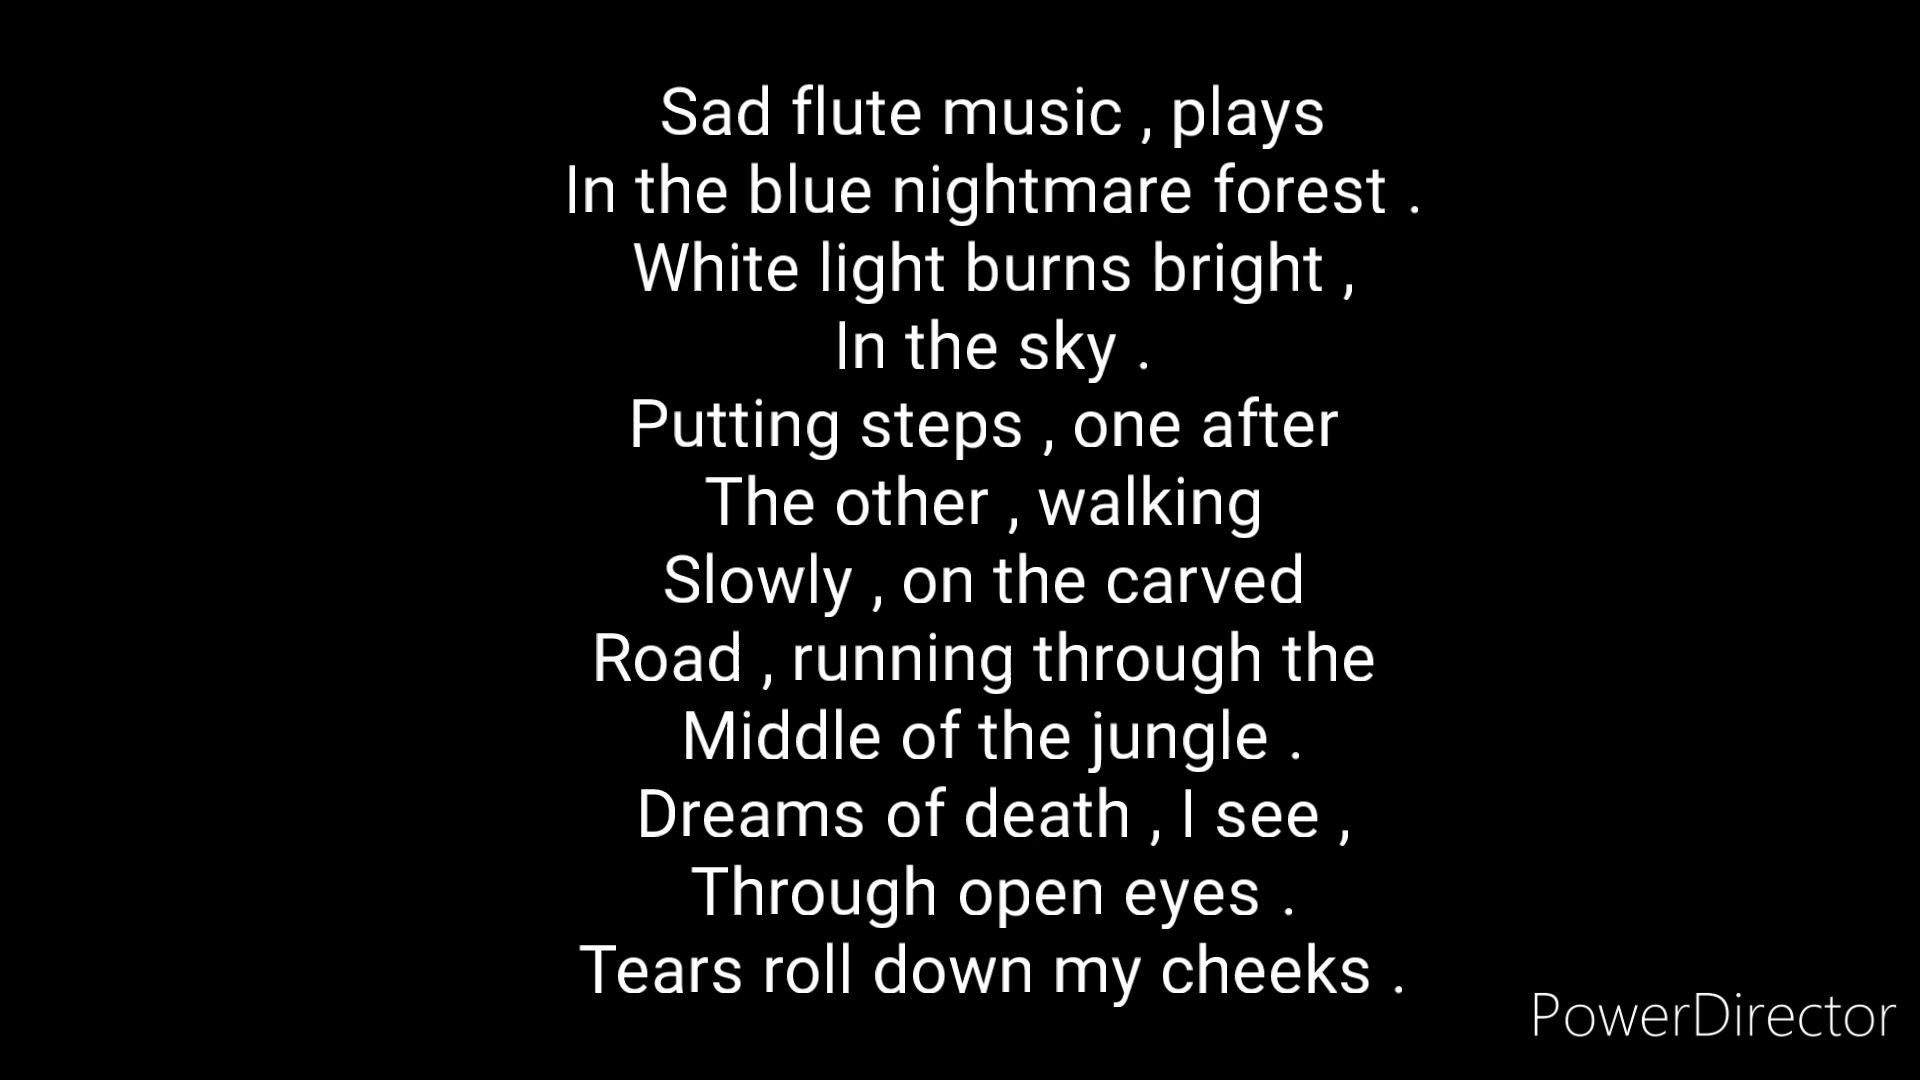 Sad flute music , plays
In the blue nightmare forest .
White light burns bright ,
In the sky .
Putting steps , one after
The other , walking
Slowly , on the carved
Road , running through the
Middle of the jungle .
Dreams of death , I see ,
Through open eyes .
Tears roll down my cheeks .
PowerDirector